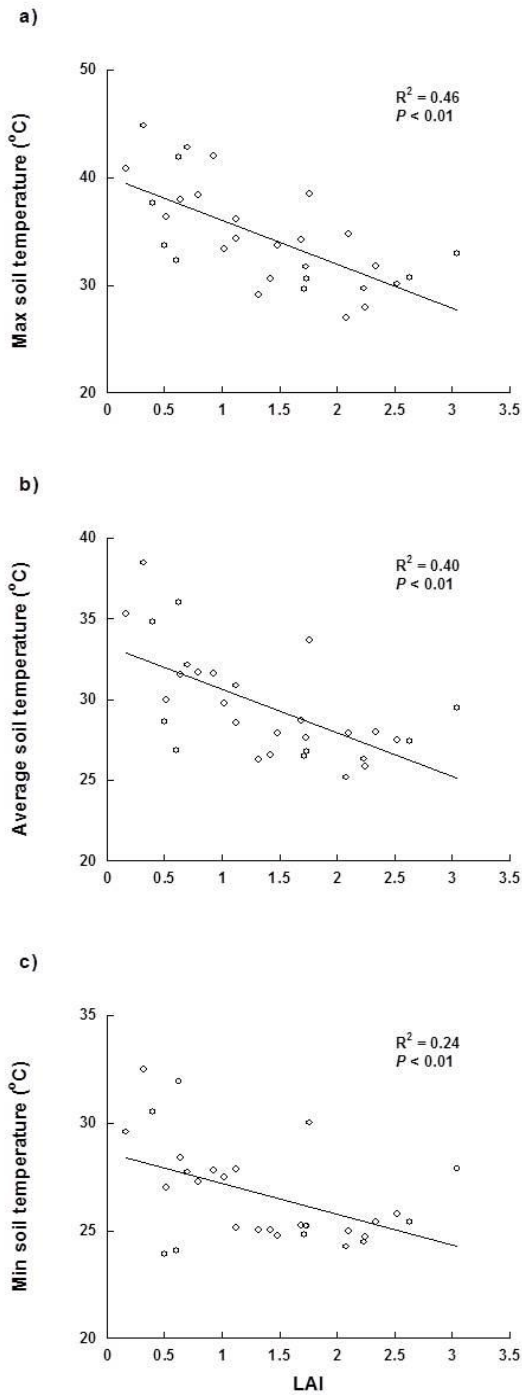 a)
Max soil temperature (°C)
50
40
30
20
R² = 0.46
P < 0.01
0 0.5 1 1.5 2 2.5 3 3.5
b)
Average soil temperature (°C)
40
35
30
25
20
R² = 0.40
P < 0.01
0 0.5 1 1.5 2 2.5 3 3.5
c)
Min soil temperature (°C)
35
30
25
20
R² = 0.24
P < 0.01
0 0.5 1 1.5 2 2.5 3 3.5
LAI